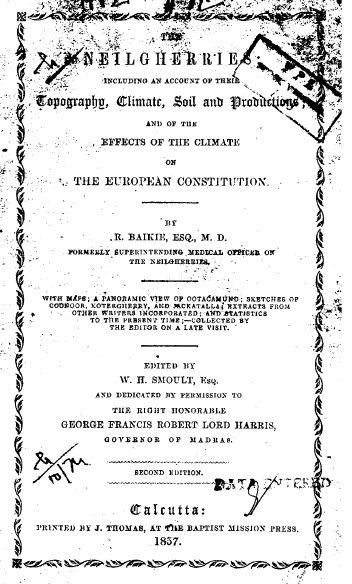 THE
NEILGHERRIES
INCLUDING AN ACCOUNT OF THEIR
Topography, Climate, Soil and Productions,
AND OF THE
EFFECTS OF THE CLIMATE
ON
THE EUROPEAN CONSTITUTION.
BY
R. BAIKIE, ESQ., M. D.
FORMERLY SUPERINTENDING MEDICAL OFFICER ON
THE NEILGHERRIES.
WITH MAPS; A PANORAMIC VIEW OF OOTACAMUND; SKETCHES OF
COONOOR, KOTERGHERRY, AND JACKATALLA; EXTRACTS FROM
OTHER WRITERS INCORPORATED; AND STATISTICS
TO THE PRESENT TIME;—COLLECTED BY
THE EDITOR ON A LATE VISIT.
EDITED BY
W. H. SMOULT, Esq.
AND DEDICATED BY PERMISSION TO
THE RIGHT HONORABLE
GEORGE FRANCIS ROBERT LORD HARRIS,
GOVERNOR OF MADRAS.
SECOND EDITION.
DATA ENTERED
Calcutta:
PRINTED BY J. THOMAS, AT THE BAPTIST MISSION PRESS.
1857.